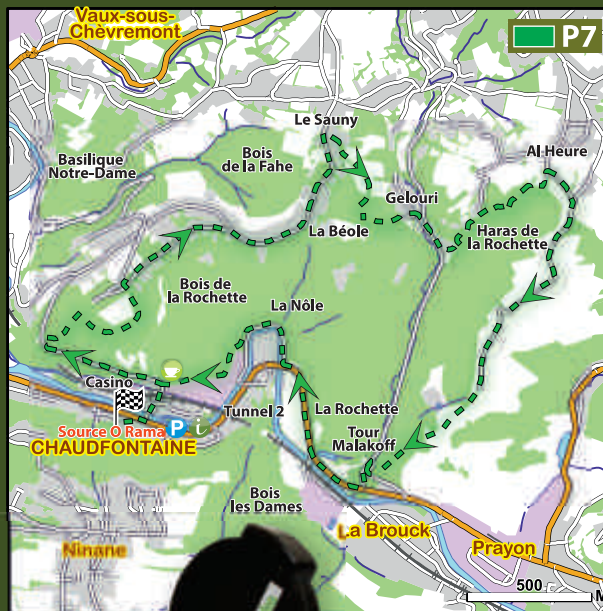 Vaux-sous-
Chèvremont
P7
Le Sauny
Al Heure
Basilique
Notre-Dame
Bois
de la Fahe
Gelouri
La Béole
Haras de
la Rochette
Bois de
la Rochette
La Nôle
Casino
Tunnel 2
La Rochette
Source O Rama
P
i
CHAUDFONTAINE
Tour
Malakoff
Bois
les Dames
La Brouck
Ninane
Prayon
500
M